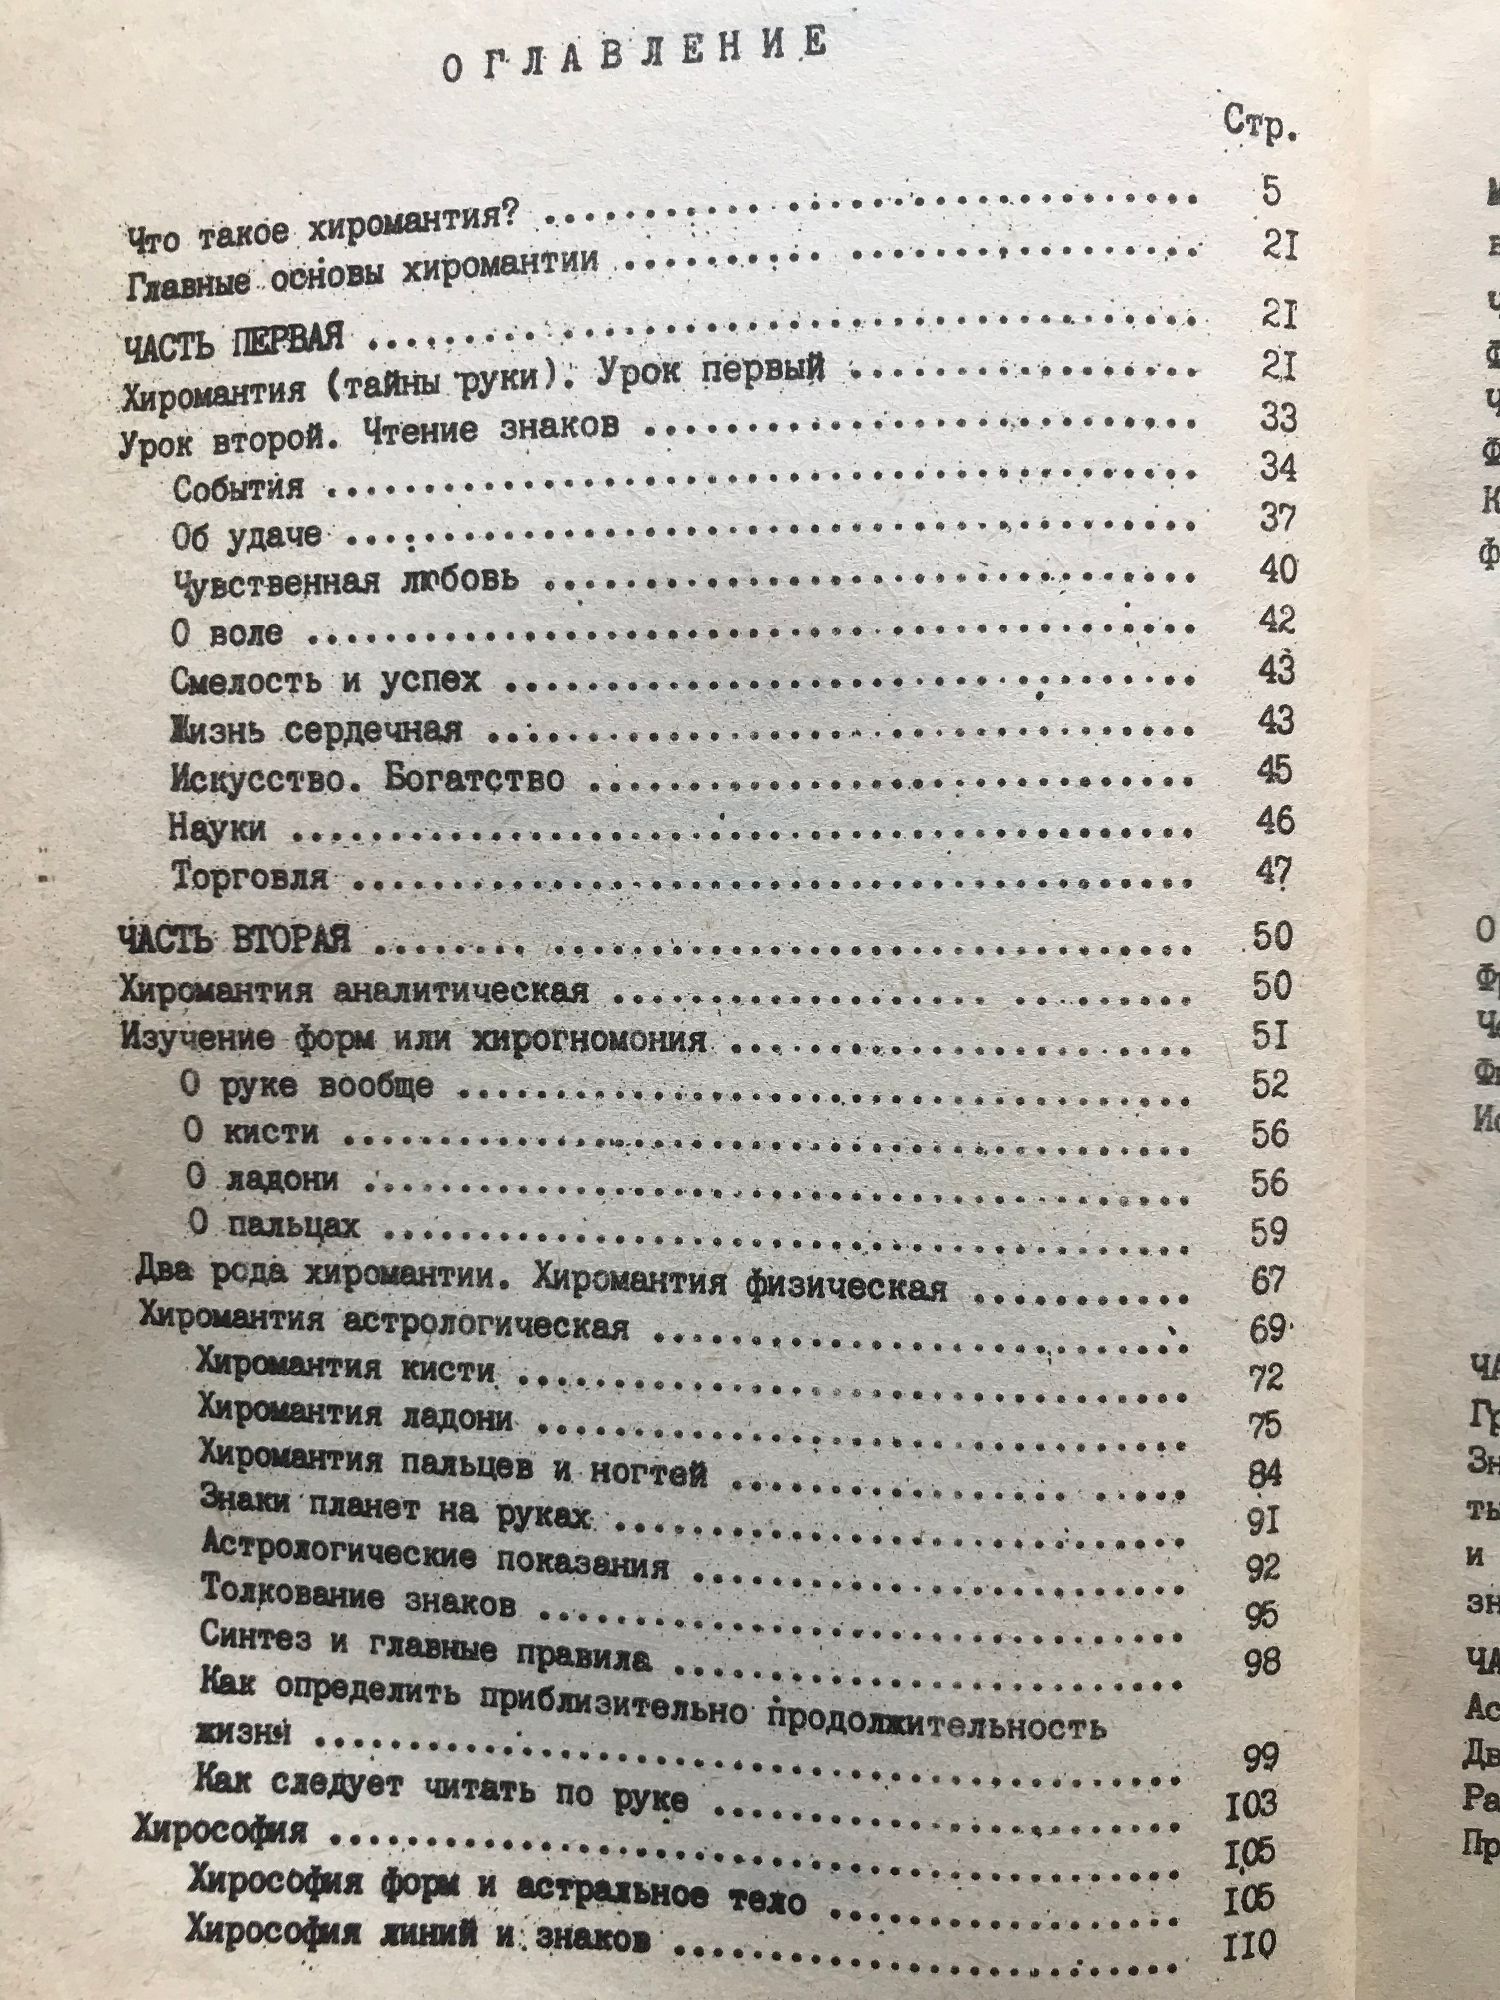 ОГЛАВЛЕНИЕ
Стр.
Что такое хиромантия? 5
Главные основы хиромантии 21
ЧАСТЬ ПЕРВАЯ 21
Хиромантия (тайны руки). Урок первый 21
Урок второй. Чтение знаков 33
События 34
Об удаче 37
Чувственная любовь 40
О воле 42
Смелость и успех 43
Жизнь сердечная 43
Искусство. Богатство 45
Науки 46
Торговля 47
ЧАСТЬ ВТОРАЯ 50
Хиромантия аналитическая 50
Изучение форм или хирогномония 51
О руке вообще 52
О кисти 56
О ладони 56
О пальцах 59
Два рода хиромантии. Хиромантия физическая 67
Хиромантия астрологическая 69
Хиромантия кисти 72
Хиромантия ладони 75
Хиромантия пальцев и ногтей 84
Знаки планет на руках 91
Астрологические показания 92
Толкование знаков 95
Синтез и главные правила 98
Как определить приблизительно продолжительность
жизни 99
Как следует читать по руке 103
Хирософия 105
Хирософия форм и астральное тело 105
Хирософия линий и знаков 110